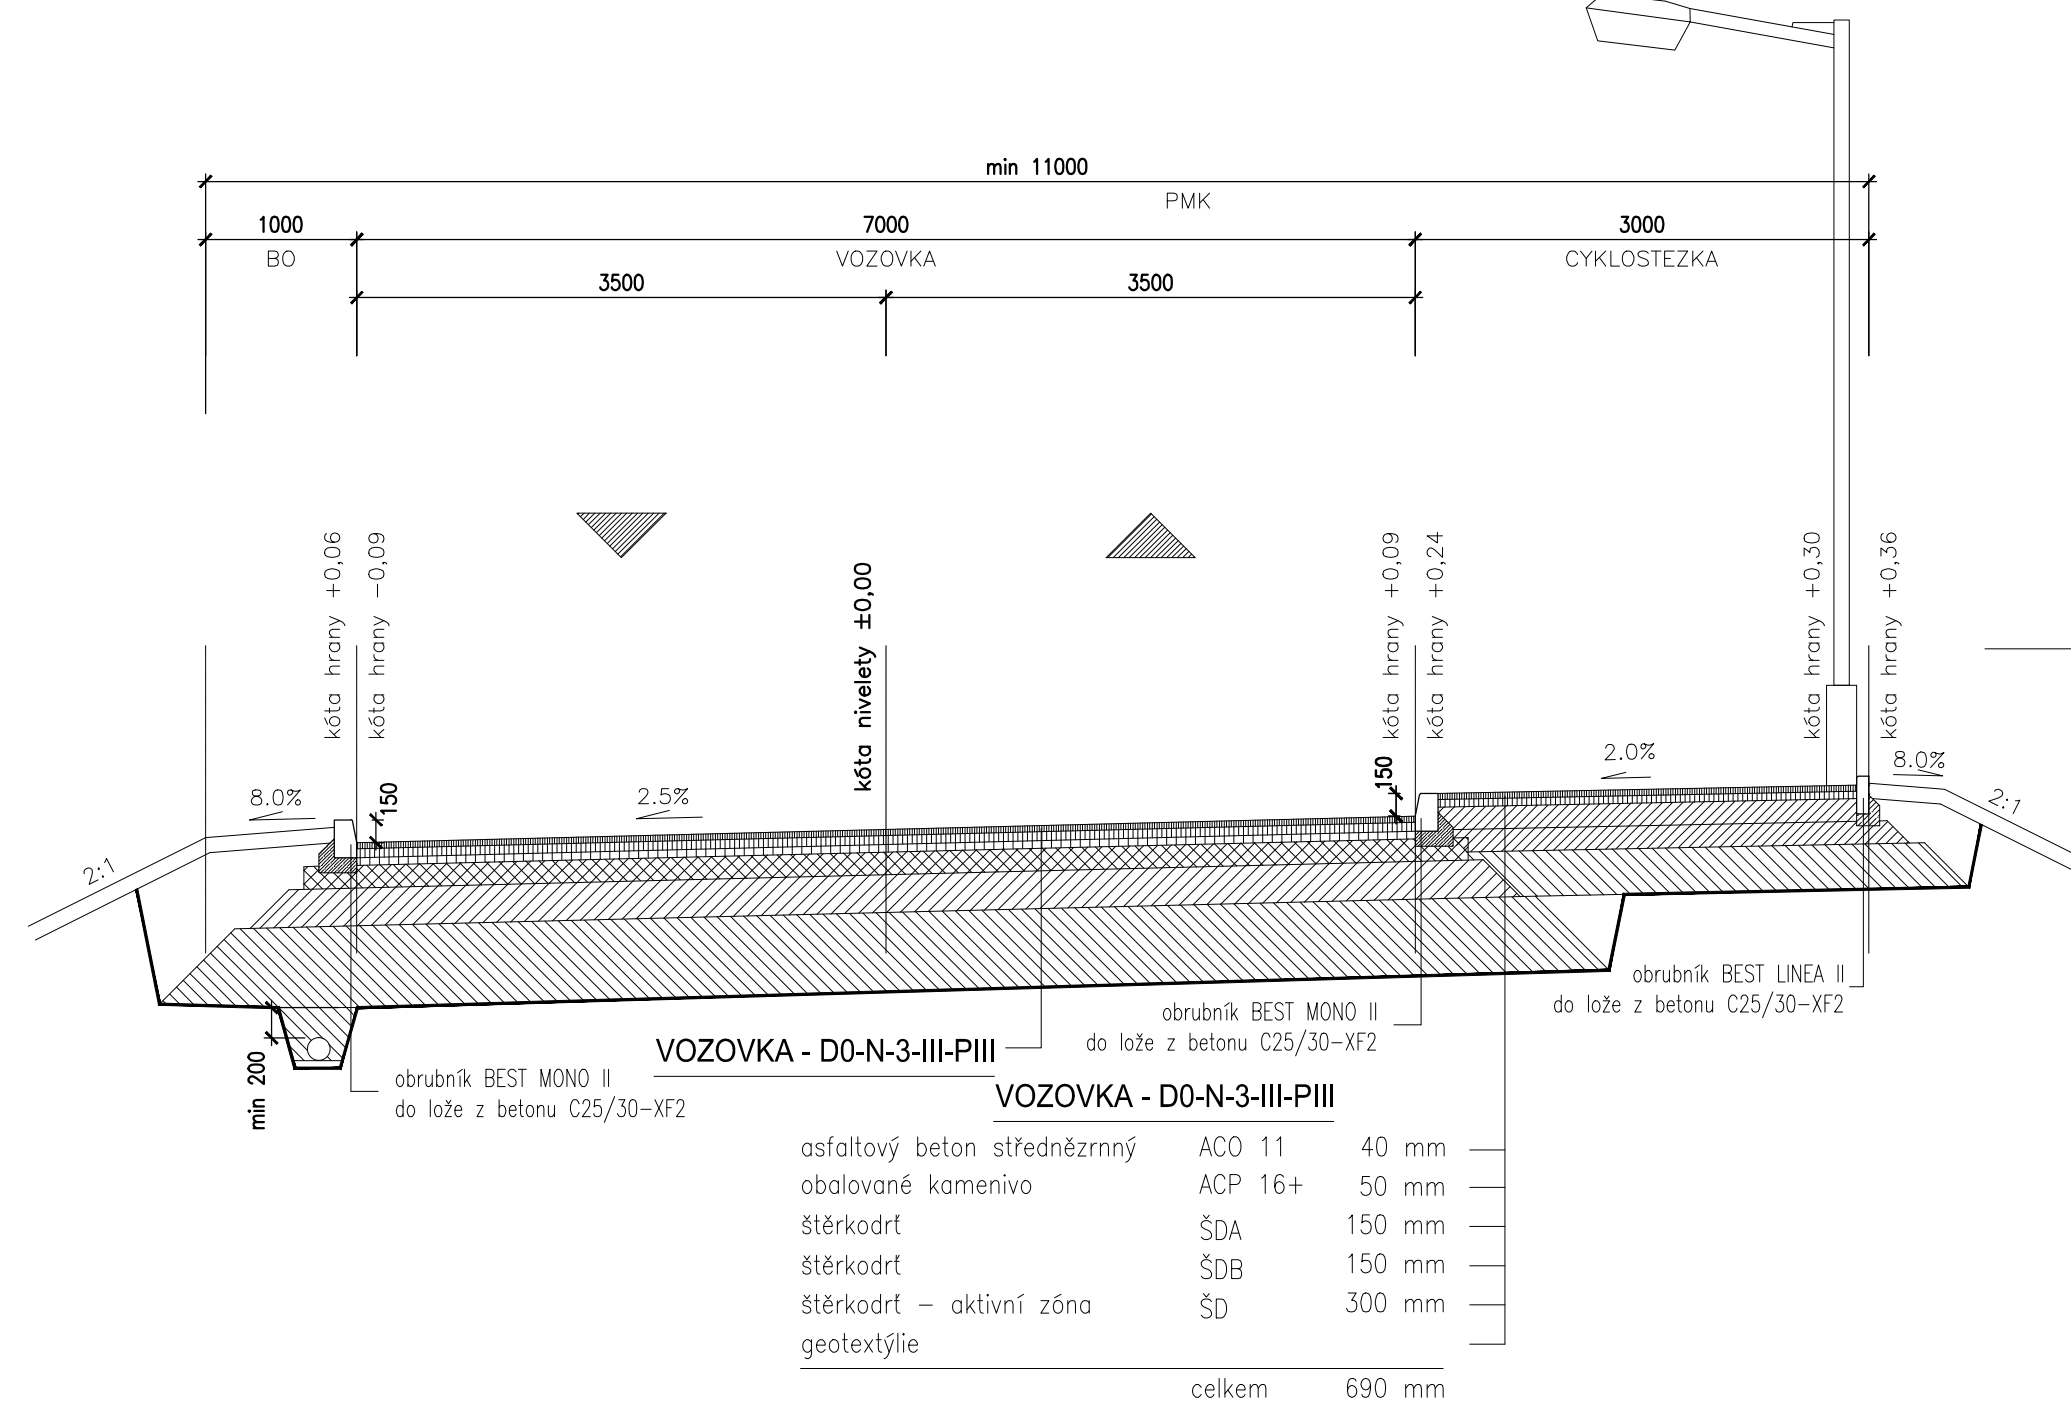 min 11000
PMK
1000
7000
3000
BO
VOZOVKA
CYKLOSTEZKA
3500
3500
kóta hrany +0,06
kóta hrany -0,09
kóta nivelety ±0,00
kóta hrany +0,09
kóta hrany +0,24
kóta hrany +0,30
kóta hrany +0,36
2:1
8.0%
150
2.5%
150
2.0%
8.0%
2:1
obrubník BEST LINEA II
do lože z betonu C25/30-XF2
obrubník BEST MONO II
do lože z betonu C25/30-XF2
min 200
VOZOVKA - D0-N-3-III-PIII
obrubník BEST MONO II
do lože z betonu C25/30-XF2
VOZOVKA - D0-N-3-III-PIII
asfaltový beton střednězrnný ACO 11 40 mm
obalované kamenivo ACP 16+ 50 mm
štěrkodrť ŠDA 150 mm
štěrkodrť ŠDB 150 mm
štěrkodrť - aktivní zóna ŠD 300 mm
geotextýlie
celkem 690 mm